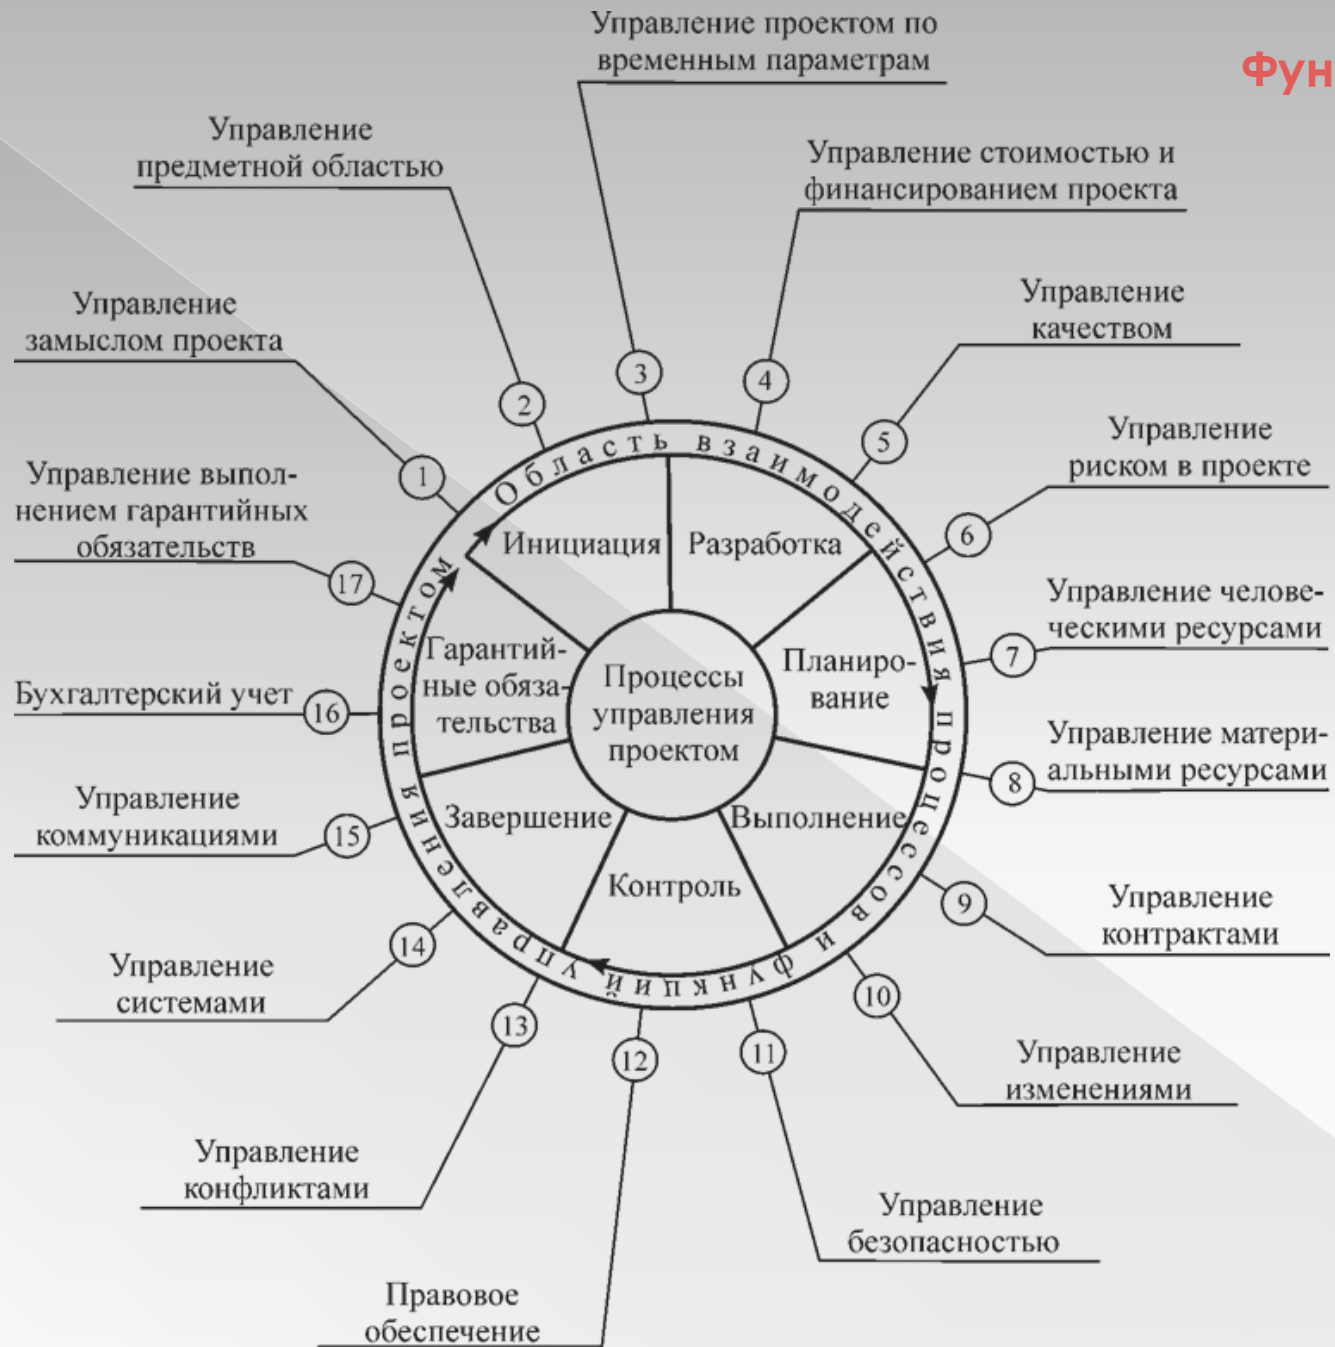 Фун
Управление проектом по
временным параметрам
Управление
предметной областью
Управление стоимостью и
финансированием проекта
Управление
замыслом проекта
Управление
качеством
Управление
риском в проекте
Управление выпол-
нением гарантийных
обязательств
Управление челове-
ческими ресурсами
Бухгалтерский учет
Управление матери-
альными ресурсами
Управление
коммуникациями
Управление
контрактами
Управление
системами
Управление
изменениями
Управление
конфликтами
Управление
безопасностью
Правовое
обеспечение
1
2
3
4
5
6
7
8
9
10
11
12
13
14
15
16
17
Область взаимодействия процессов и функций управления проектом
Инициация
Разработка
Планиро-
вание
Выполнение
Контроль
Завершение
Гарантий-
ные обяза-
тельства
Процессы
управления
проектом